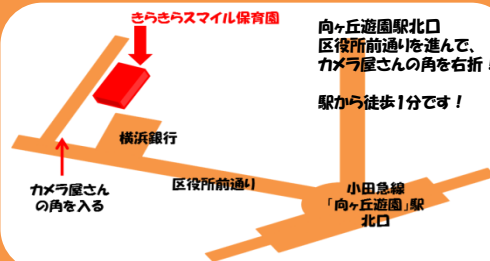 きらきらスマイル保育園
向ヶ丘遊園駅北口
区役所前通りを進んで、
カメラ屋さんの角を右折！
駅から徒歩1分です！
横浜銀行
区役所前通り
カメラ屋さん
の角を入る
小田急線
「向ヶ丘遊園」駅
北口